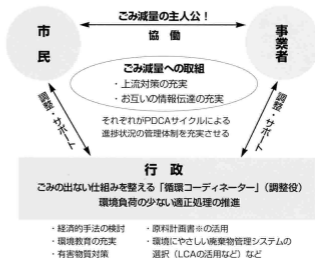 ごみ減量の主人公！
市民
協働
事業者
ごみ減量への取組
・上流対策の充実
・お互いの情報伝達の充実
調整・サポート
調整・サポート
それぞれがPDCAサイクルによる
進捗状況の管理体制を充実させる
行政
ごみの出ない仕組みを整える「循環コーディネーター」（調整役）
環境負荷の少ない適正処理の推進
・経済的手法の検討
・環境教育の充実
・有害物質対策
・原料計画書※の活用
・環境にやさしい廃棄物管理システムの
選択（LCAの活用など）など